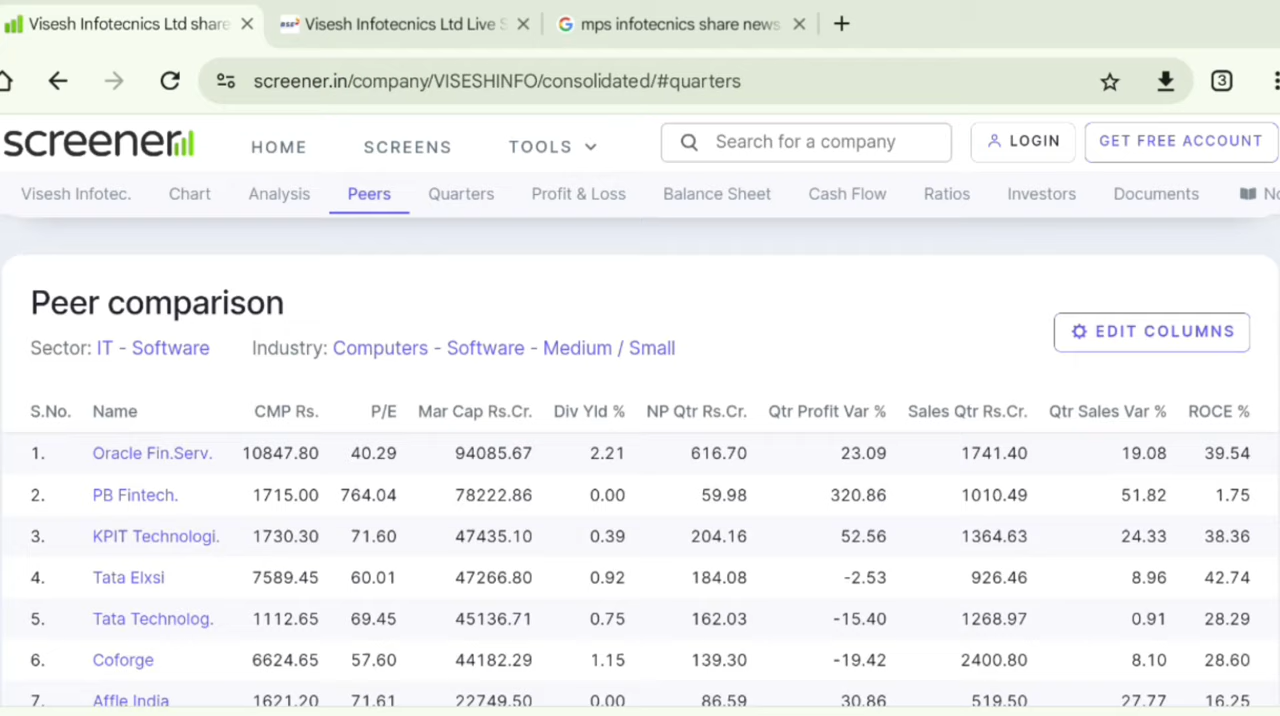 Visesh Infotecnics Ltd share
BSE Visesh Infotecnics Ltd Live S
G mps infotecnics share news
screener.in/company/VISESHINFO/consolidated/#quarters
3
screener
HOME SCREENS TOOLS
Search for a company
LOGIN
GET FREE ACCOUNT
Visesh Infotec. Chart Analysis Peers Quarters Profit & Loss Balance Sheet Cash Flow Ratios Investors Documents No
Peer comparison
EDIT COLUMNS
Sector: IT - Software Industry: Computers - Software - Medium / Small
S.No. Name CMP Rs. P/E Mar Cap Rs.Cr. Div Yld % NP Qtr Rs.Cr. Qtr Profit Var % Sales Qtr Rs.Cr. Qtr Sales Var % ROCE %
1. Oracle Fin.Serv. 10847.80 40.29 94085.67 2.21 616.70 23.09 1741.40 19.08 39.54
2. PB Fintech. 1715.00 764.04 78222.86 0.00 59.98 320.86 1010.49 51.82 1.75
3. KPIT Technologi. 1730.30 71.60 47435.10 0.39 204.16 52.56 1364.63 24.33 38.36
4. Tata Elxsi 7589.45 60.01 47266.80 0.92 184.08 -2.53 926.46 8.96 42.74
5. Tata Technolog. 1112.65 69.45 45136.71 0.75 162.03 -15.40 1268.97 0.91 28.29
6. Coforge 6624.65 57.60 44182.29 1.15 139.30 -19.42 2400.80 8.10 28.60
7. Affle India 1621.20 71.61 22749.50 0.00 86.59 30.86 519.50 27.77 16.25